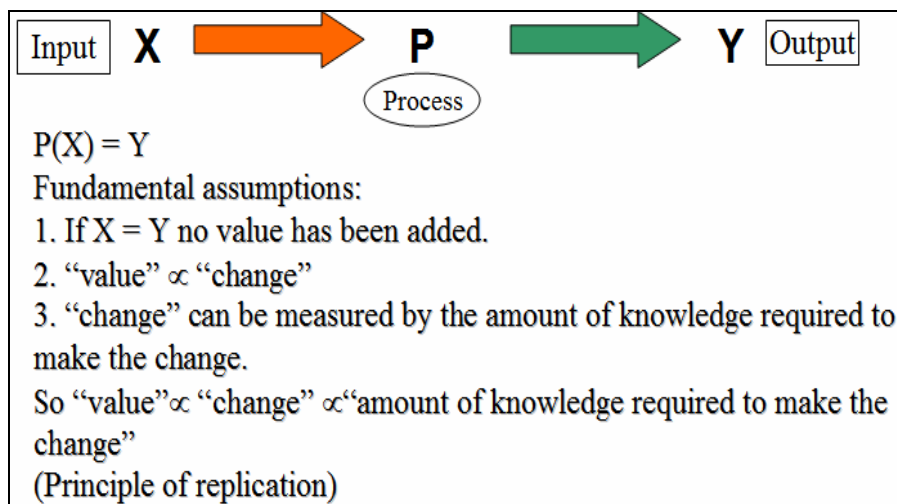 Input X P Y Output
Process
P(X) = Y
Fundamental assumptions:
1. If X = Y no value has been added.
2. “value” ∝ “change”
3. “change” can be measured by the amount of knowledge required to
make the change.
So “value”∝ “change” ∝“amount of knowledge required to make the
change”
(Principle of replication)